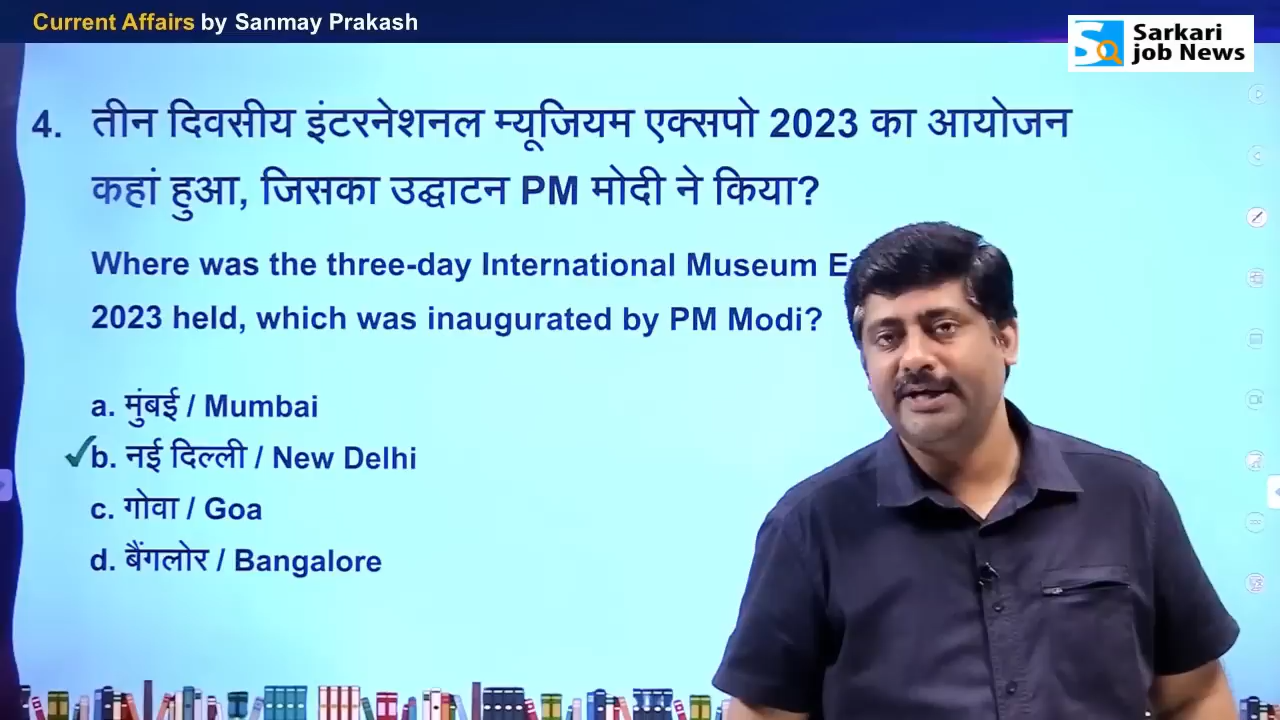 Current Affairs by Sanmay Prakash
Sarkari
Job News
4. तीन दिवसीय इंटरनेशनल म्यूजियम एक्सपो 2023 का आयोजन
कहां हुआ, जिसका उद्घाटन PM मोदी ने किया?
Where was the three-day International Museum
2023 held, which was inaugurated by PM Modi?
a. मुंबई / Mumbai
b. नई दिल्ली / New Delhi
c. गोवा / Goa
d. बैंगलोर / Bangalore